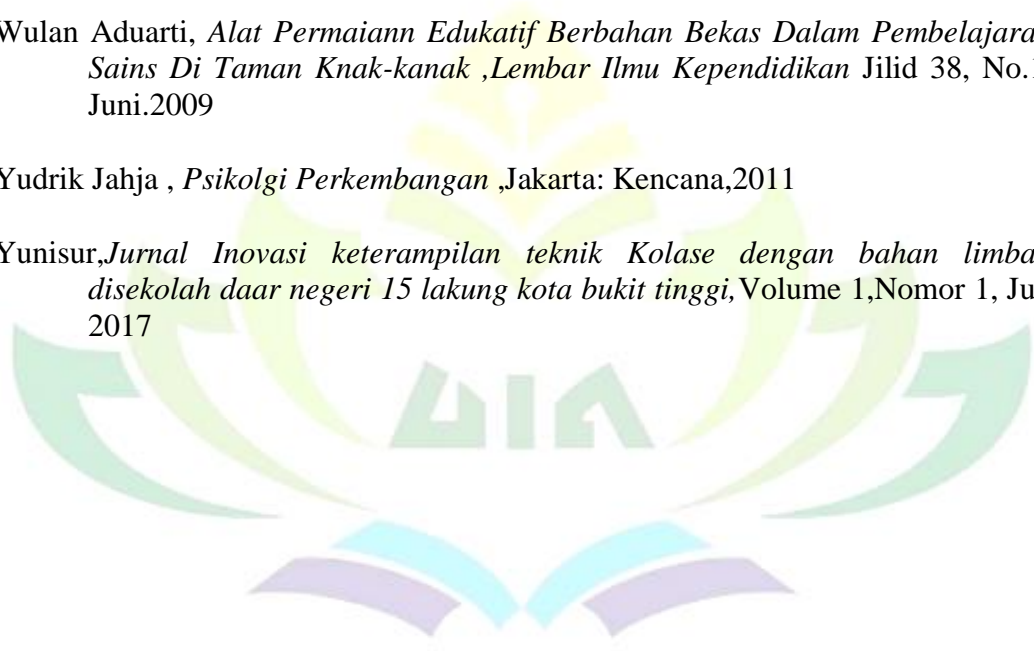 Wulan Aduarti, Alat Permaiann Edukatif Berbahan Bekas Dalam Pembelajara
Sains Di Taman Knak-kanak ,Lembar Ilmu Kependidikan Jilid 38, No.1
Juni.2009
Yudrik Jahja , Psikolgi Perkembangan ,Jakarta: Kencana,2011
Yunisur,Jurnal Inovasi keterampilan teknik Kolase dengan bahan limba
disekolah daar negeri 15 lakung kota bukit tinggi,Volume 1,Nomor 1, Ju
2017
UIN